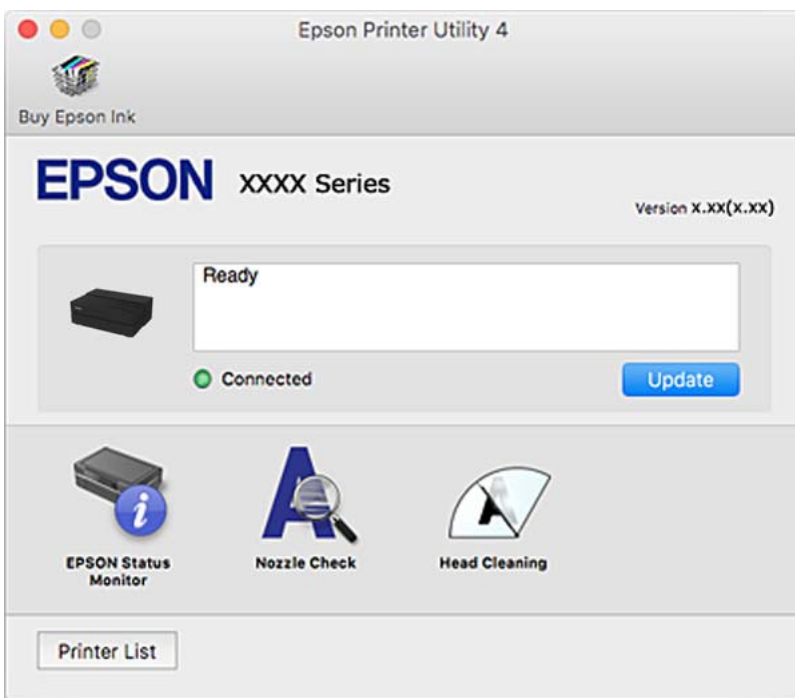 Epson Printer Utility 4
Buy Epson Ink
EPSON XXXX Series
Version X.XX(X.XX)
Ready
Connected
Update
EPSON Status
Monitor
Nozzle Check
Head Cleaning
Printer List